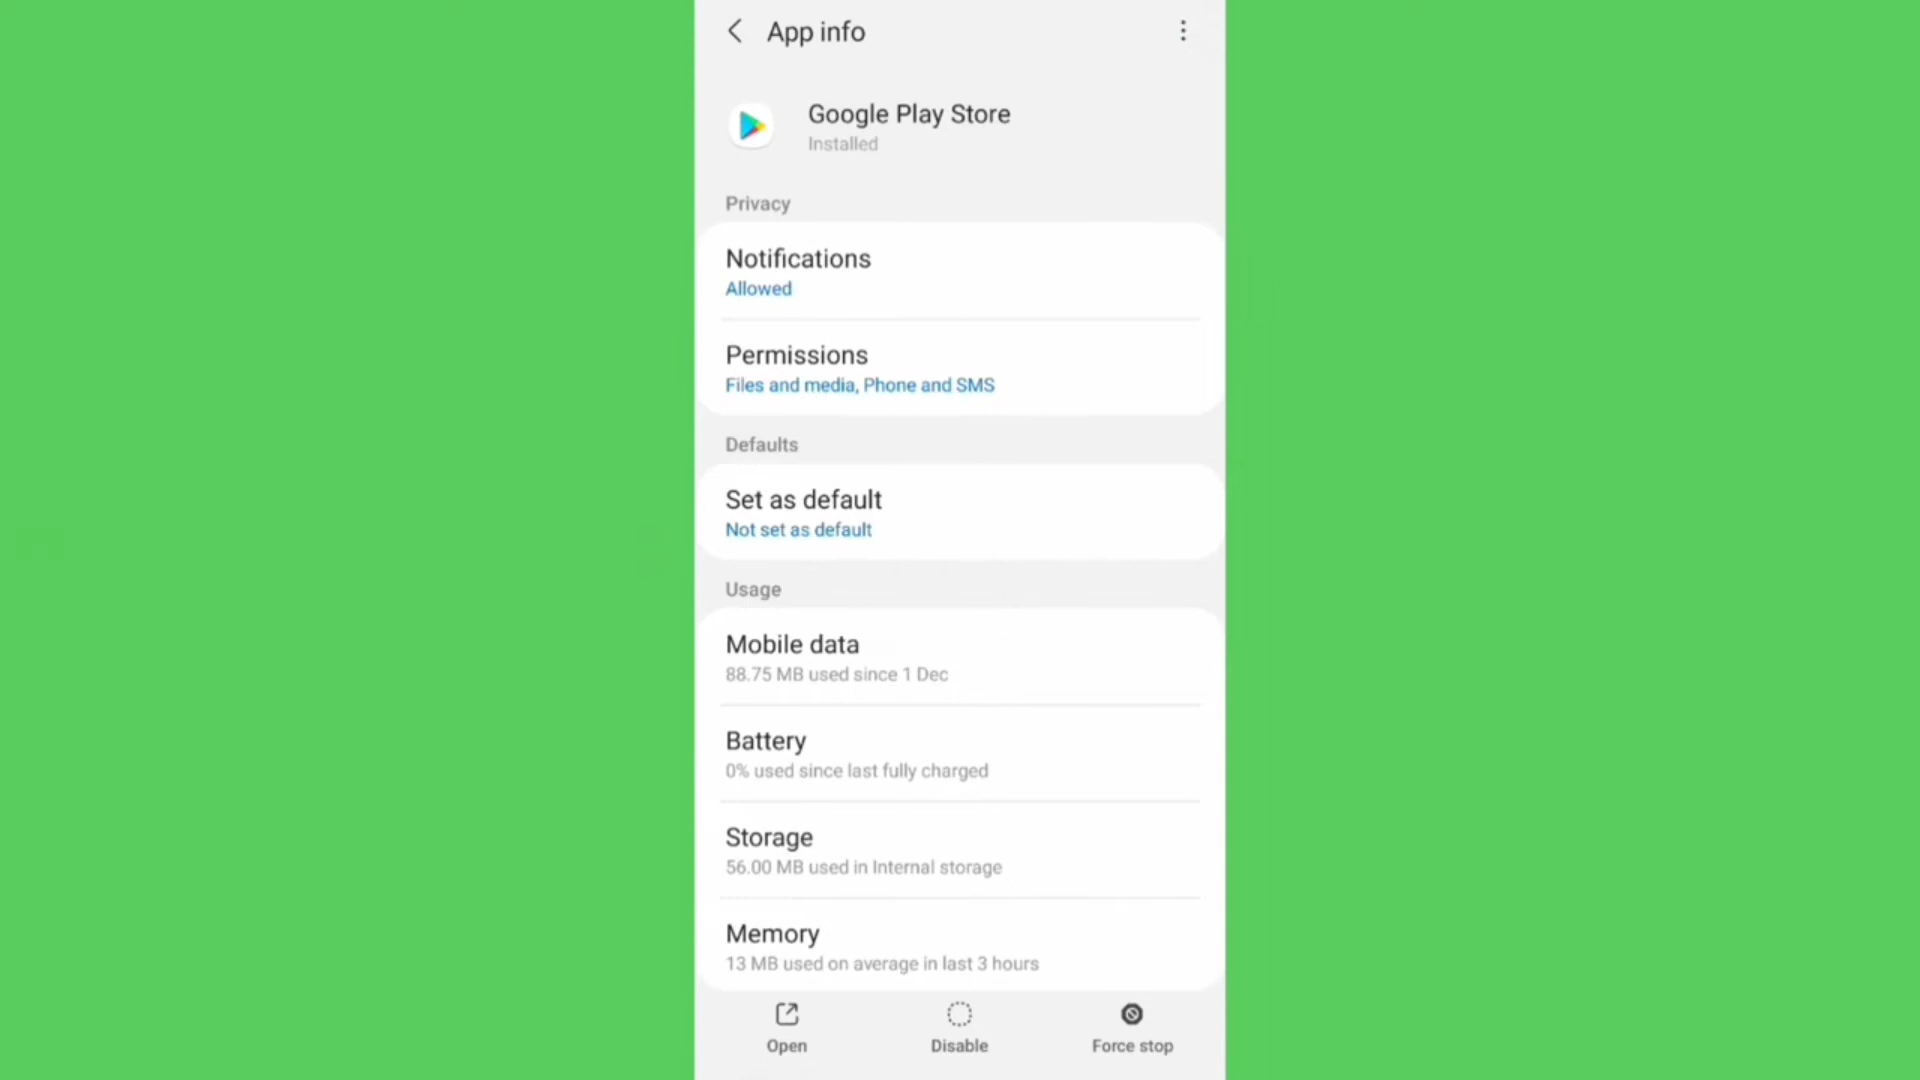 App info
Google Play Store
Installed
Privacy
Notifications
Allowed
Permissions
Files and media, Phone and SMS
Defaults
Set as default
Not set as default
Usage
Mobile data
88.75 MB used since 1 Dec
Battery
0% used since last fully charged
Storage
56.00 MB used in Internal storage
Memory
13 MB used on average in last 3 hours
Open
Disable
Force stop